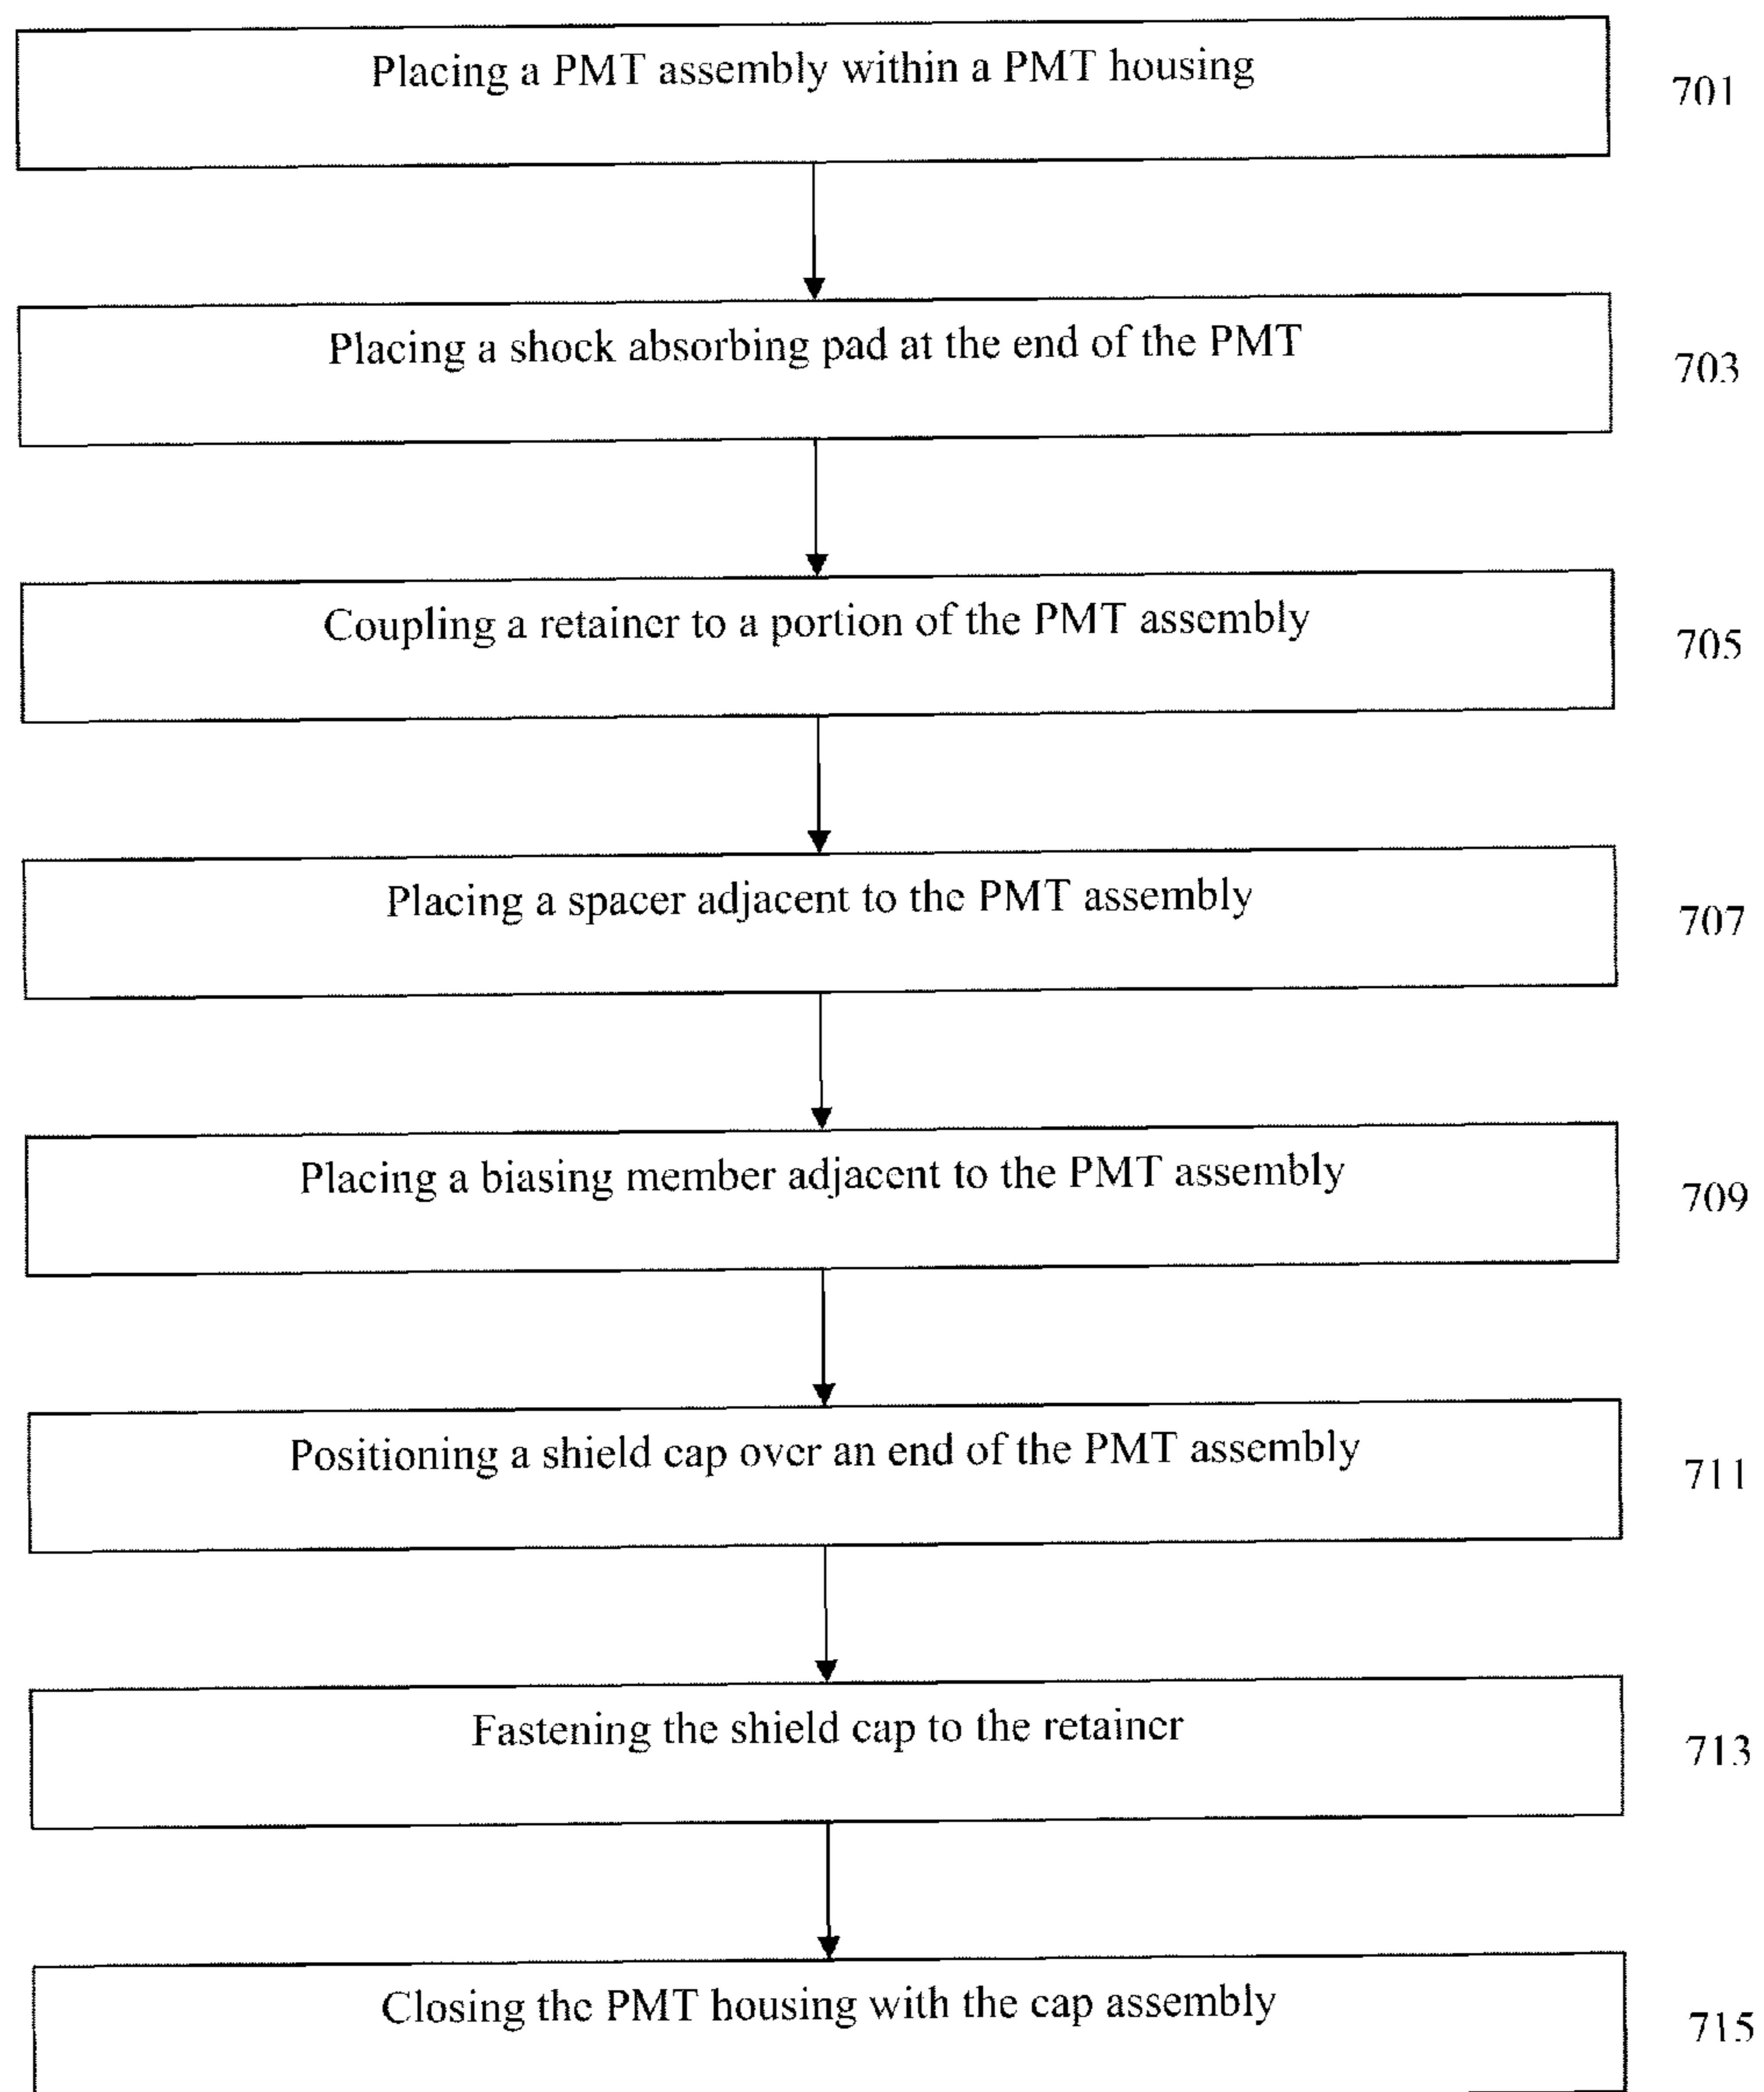 Placing a PMT assembly within a PMT housing
701
Placing a shock absorbing pad at the end of the PMT
703
Coupling a retainer to a portion of the PMT assembly
705
Placing a spacer adjacent to the PMT assembly
707
Placing a biasing member adjacent to the PMT assembly
709
Positioning a shield cap over an end of the PMT assembly
711
Fastening the shield cap to the retainer
713
Closing the PMT housing with the cap assembly
715